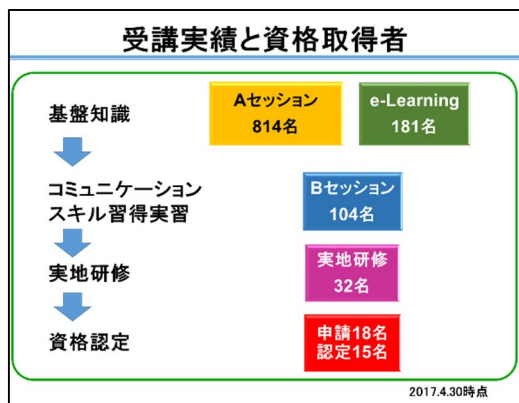 受講実績と資格取得者
基盤知識
Aセッション
814名
e-Learning
181名
コミュニケーション
スキル習得実習
Bセッション
104名
実地研修
実地研修
32名
資格認定
申請18名
認定15名
2017.4.30時点